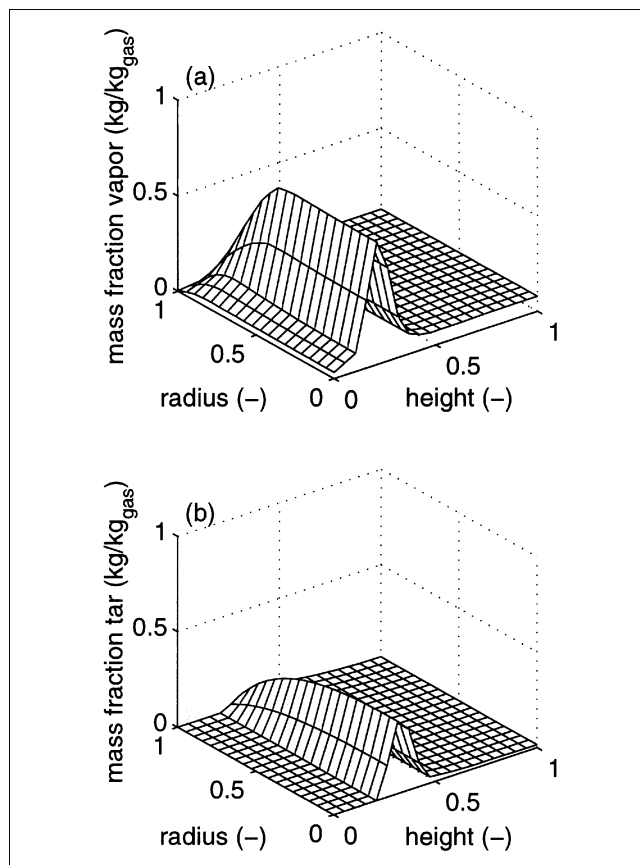 (a)
mass fraction vapor (kg/kg_gas)
1
0.5
0
1
0.5
0
radius (–)
0
0.5
1
height (–)
(b)
mass fraction tar (kg/kg_gas)
1
0.5
0
1
0.5
0
radius (–)
0
0.5
1
height (–)